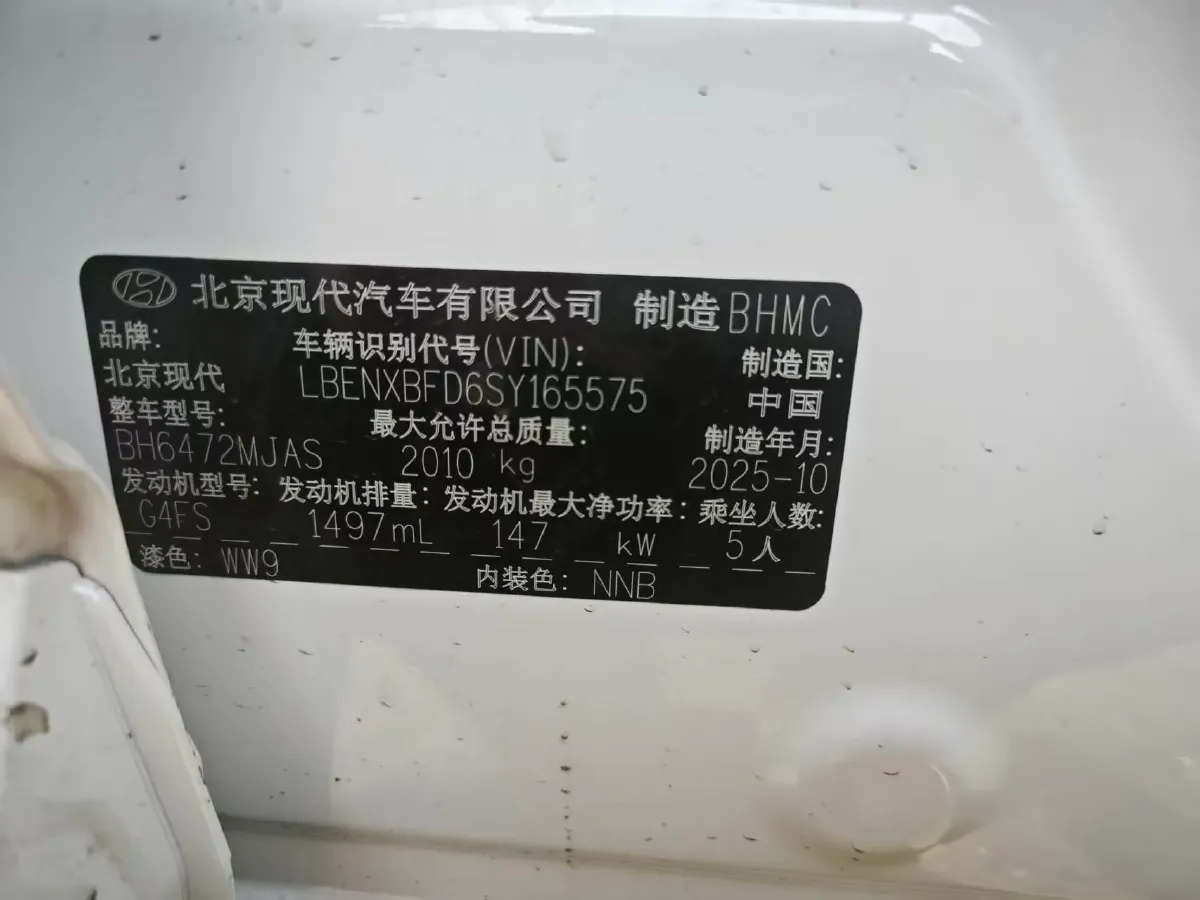 北京现代汽车有限公司 制造 BHMC
品牌: 车辆识别代号(VIN): 制造国:
北京现代 LBENXBFD6SY165575 中国
整车型号: 最大允许总质量: 制造年月:
BH6472MJAS 2010 kg 2025-10
发动机型号: 发动机排量: 发动机最大净功率: 乘坐人数:
G4FS 1497mL 147 kW 5人
漆色: WW9 内装色: NNB